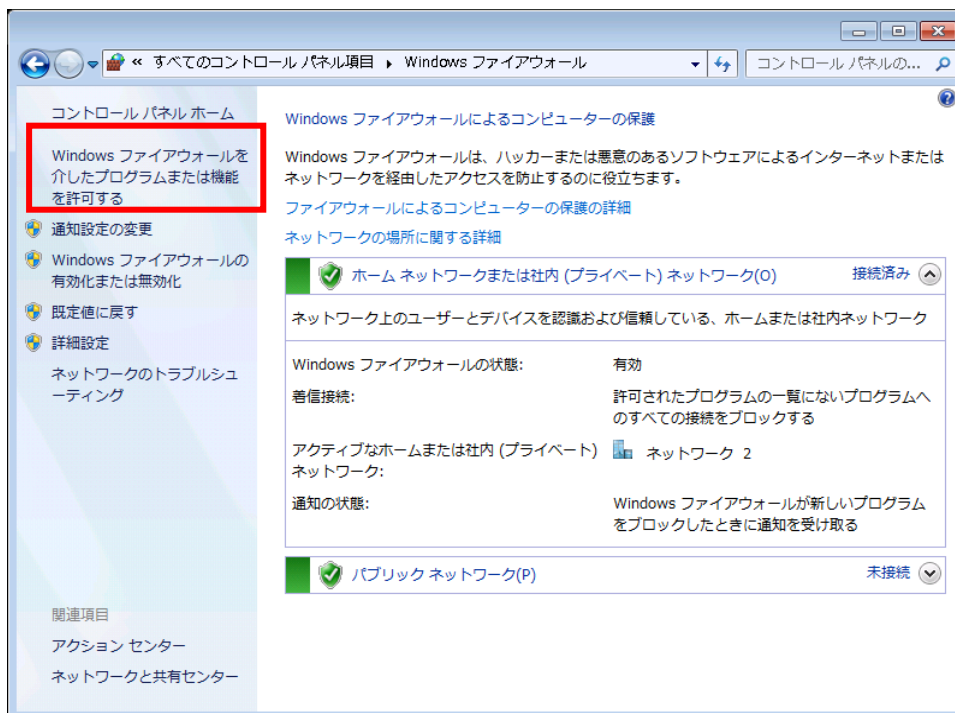 « すべてのコントロール パネル項目 ▸ Windows ファイアウォール
コントロール パネルの...
コントロール パネル ホーム
Windows ファイアウォールを
介したプログラムまたは機能
を許可する
通知設定の変更
Windows ファイアウォールの
有効化または無効化
既定値に戻す
詳細設定
ネットワークのトラブルシュ
ーティング
関連項目
アクション センター
ネットワークと共有センター
Windows ファイアウォールによるコンピューターの保護
Windows ファイアウォールは、ハッカーまたは悪意のあるソフトウェアによるインターネットまたは
ネットワークを経由したアクセスを防止するのに役立ちます。
ファイアウォールによるコンピューターの保護の詳細
ネットワークの場所に関する詳細
ホーム ネットワークまたは社内 (プライベート) ネットワーク(O) 接続済み
ネットワーク上のユーザーとデバイスを認識および信頼している、ホームまたは社内ネットワーク
Windows ファイアウォールの状態: 有効
着信接続: 許可されたプログラムの一覧にないプログラムへ
のすべての接続をブロックする
アクティブなホームまたは社内 (プライベート) ネットワーク 2
ネットワーク:
通知の状態: Windows ファイアウォールが新しいプログラム
をブロックしたときに通知を受け取る
パブリック ネットワーク(P) 未接続